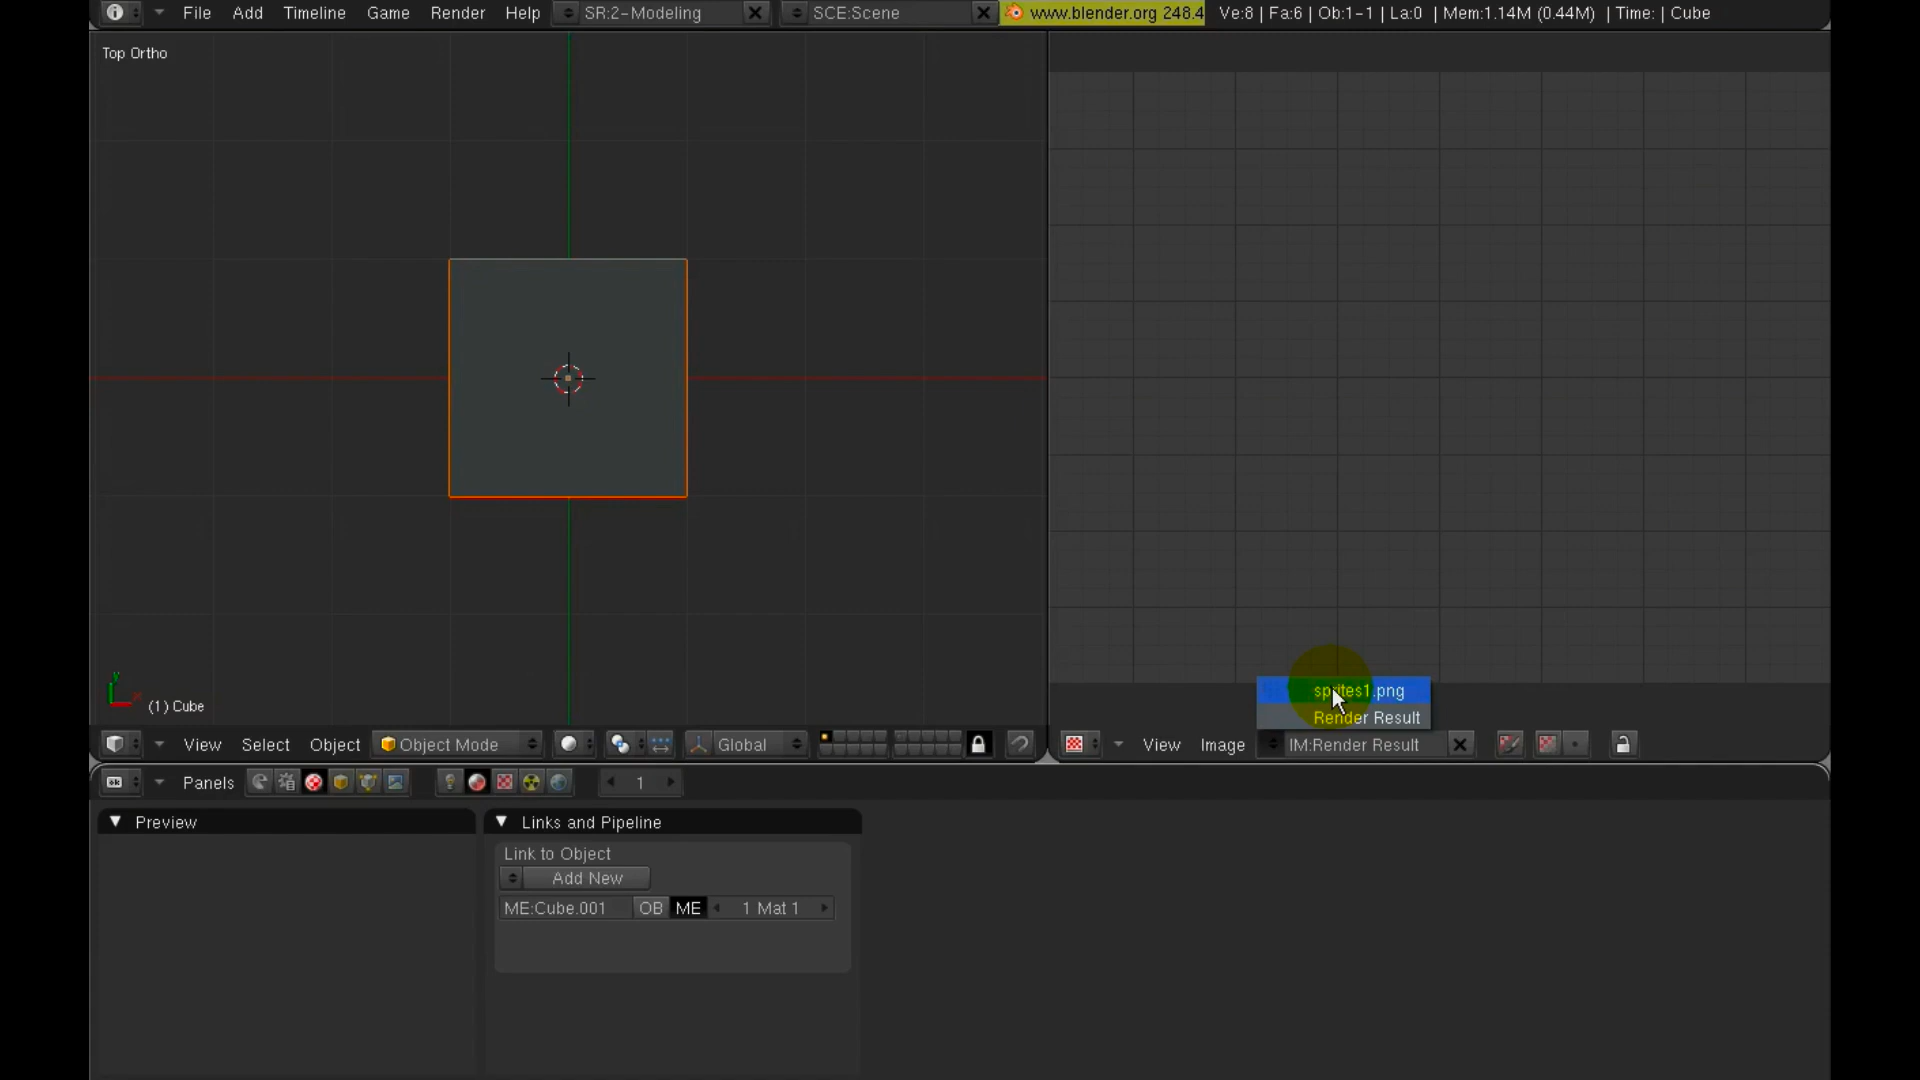 File Add Timeline Game Render Help SR:2-Modeling SCE:Scene www.blender.org 248.4 Ve:8 | Fa:6 | Ob:1-1 | La:0 | Mem:1.14M (0.44M) | Time: | Cube
Top Ortho
sprites1.png
Render Result
(1) Cube
View Select Object Object Mode Global View Image IM:Render Result
Panels 1
Preview Links and Pipeline
Link to Object
Add New
ME:Cube.001 OB ME 1 Mat 1